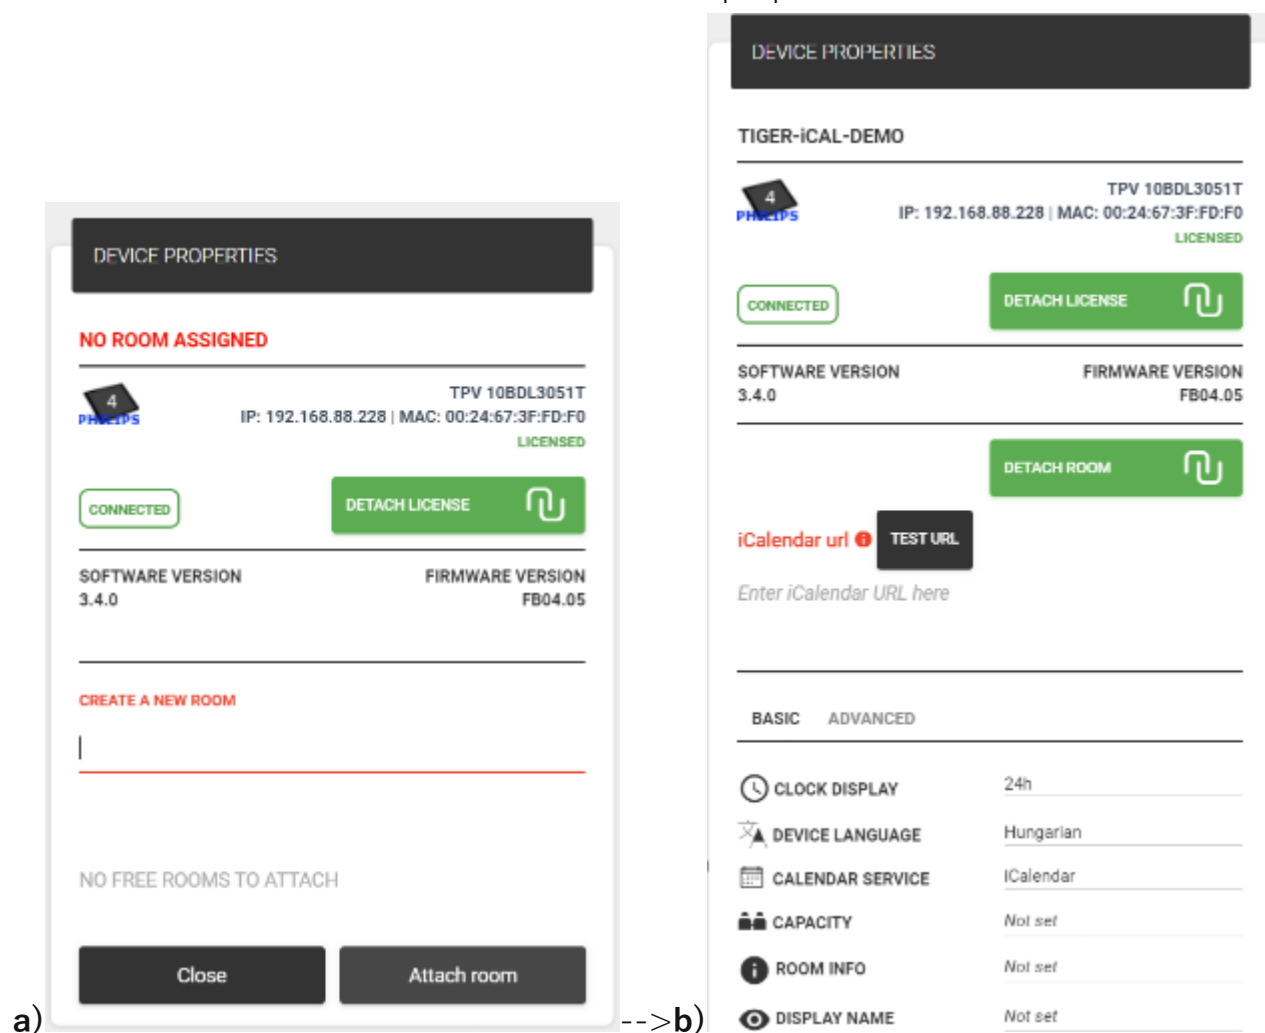 DEVICE PROPERTIES
NO ROOM ASSIGNED
4
PHILIPS
TPV 10BDL3051T
IP: 192.168.88.228 | MAC: 00:24:67:3F:FD:F0
LICENSED
CONNECTED
DETACH LICENSE
SOFTWARE VERSION
FIRMWARE VERSION
3.4.0
FB04.05
CREATE A NEW ROOM
NO FREE ROOMS TO ATTACH
Close
Attach room
a)
-->b)
DEVICE PROPERTIES
TIGER-iCAL-DEMO
4
PHILIPS
TPV 10BDL3051T
IP: 192.168.88.228 | MAC: 00:24:67:3F:FD:F0
LICENSED
CONNECTED
DETACH LICENSE
SOFTWARE VERSION
FIRMWARE VERSION
3.4.0
FB04.05
DETACH ROOM
iCalendar url
TEST URL
Enter iCalendar URL here
BASIC ADVANCED
CLOCK DISPLAY 24h
DEVICE LANGUAGE Hungarian
CALENDAR SERVICE ICalendar
CAPACITY Not set
ROOM INFO Not set
DISPLAY NAME Not set